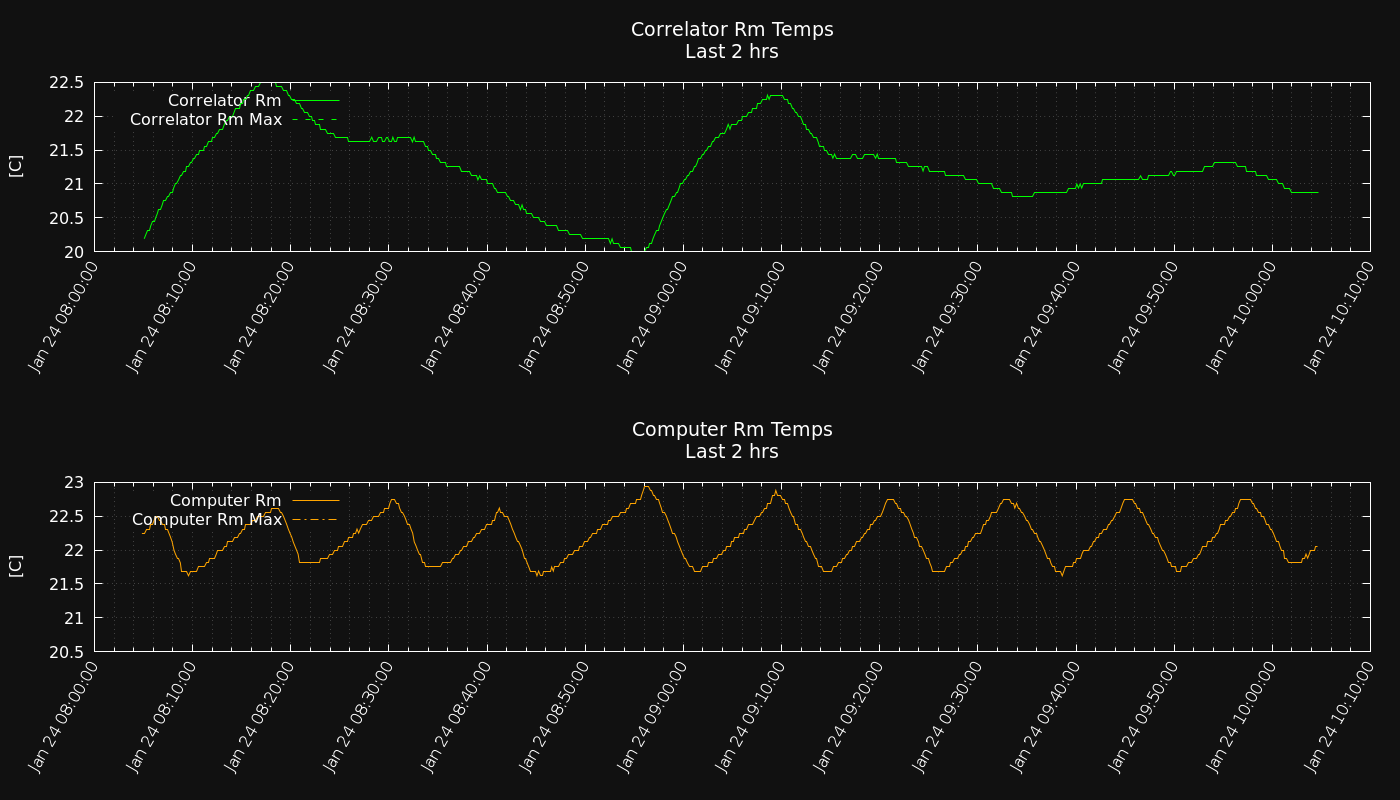 Correlator Rm Temps
Last 2 hrs
22.5
22
21.5
21
20.5
20
[C]
Correlator Rm
Correlator Rm Max
Jan 24 08:00:00
Jan 24 08:10:00
Jan 24 08:20:00
Jan 24 08:30:00
Jan 24 08:40:00
Jan 24 08:50:00
Jan 24 09:00:00
Jan 24 09:10:00
Jan 24 09:20:00
Jan 24 09:30:00
Jan 24 09:40:00
Jan 24 09:50:00
Jan 24 10:00:00
Jan 24 10:10:00
Computer Rm Temps
Last 2 hrs
23
22.5
22
21.5
21
20.5
[C]
Computer Rm
Computer Rm Max
Jan 24 08:00:00
Jan 24 08:10:00
Jan 24 08:20:00
Jan 24 08:30:00
Jan 24 08:40:00
Jan 24 08:50:00
Jan 24 09:00:00
Jan 24 09:10:00
Jan 24 09:20:00
Jan 24 09:30:00
Jan 24 09:40:00
Jan 24 09:50:00
Jan 24 10:00:00
Jan 24 10:10:00